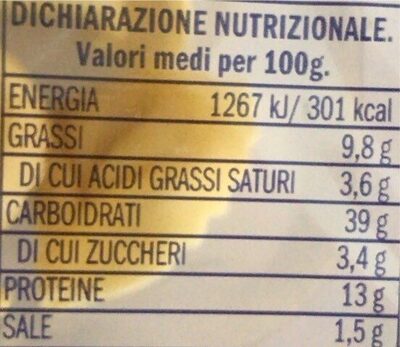 DICHIARAZIONE NUTRIZIONALE.
Valori medi per 100g.
ENERGIA 1267 kJ/ 301 kcal
GRASSI 9,8 g
DI CUI ACIDI GRASSI SATURI 3,6 g
CARBOIDRATI 39 g
DI CUI ZUCCHERI 3,4 g
PROTEINE 13 g
SALE 1,5 g